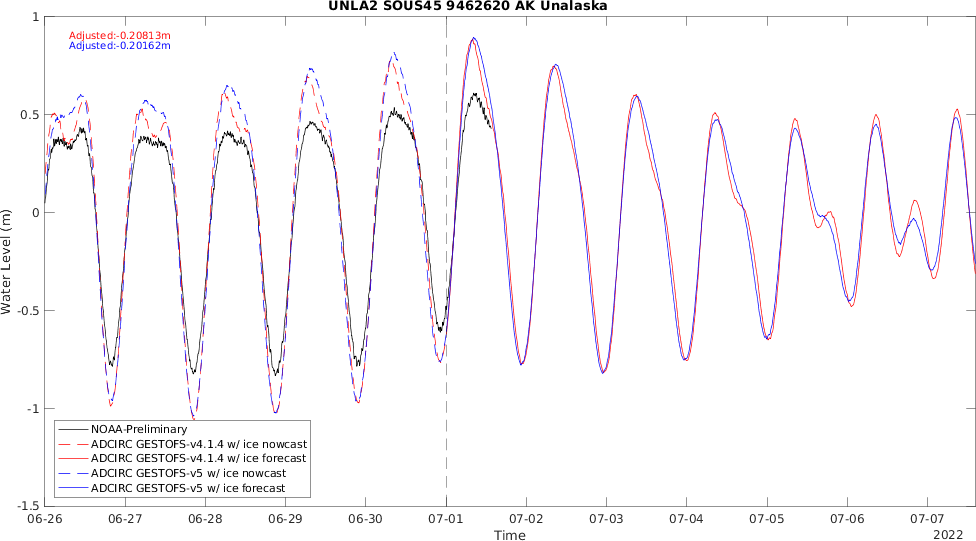 UNLA2 SOUS45 9462620 AK Unalaska
Adjusted:-0.20813m
Adjusted:-0.20162m
Water Level (m)
1
0.5
0
-0.5
-1
-1.5
NOAA-Preliminary
ADCIRC GESTOFS-v4.1.4 w/ ice nowcast
ADCIRC GESTOFS-v4.1.4 w/ ice forecast
ADCIRC GESTOFS-v5 w/ ice nowcast
ADCIRC GESTOFS-v5 w/ ice forecast
06-26 06-27 06-28 06-29 06-30 07-01 07-02 07-03 07-04 07-05 07-06 07-07
Time
2022